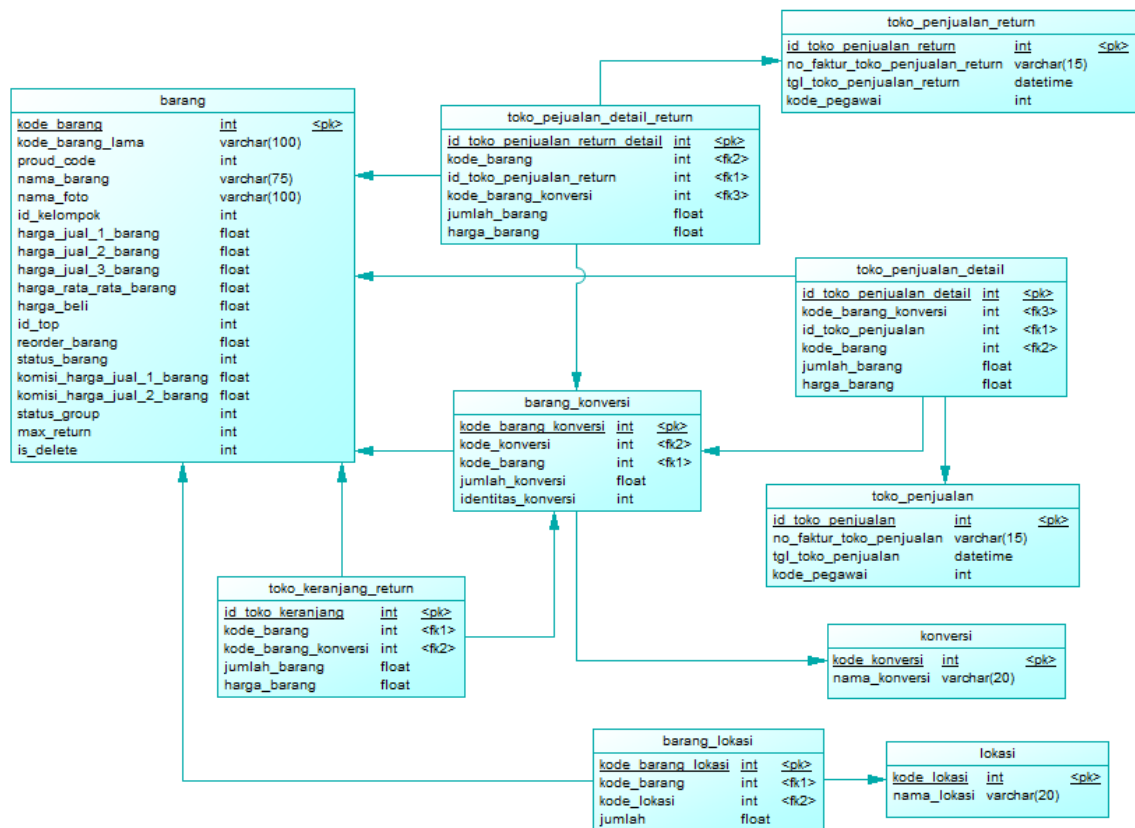 toko_penjualan_return
id_toko_penjualan_return int <pk>
no_faktur_toko_penjualan_return varchar(15)
tgl_toko_penjualan_return datetime
kode_pegawai int
barang
kode_barang int <pk>
kode_barang_lama varchar(100)
proud_code int
nama_barang varchar(75)
nama_foto varchar(100)
id_kelompok int
harga_jual_1_barang float
harga_jual_2_barang float
harga_jual_3_barang float
harga_rata_rata_barang float
harga_beli float
id_top int
reorder_barang float
status_barang int
komisi_harga_jual_1_barang float
komisi_harga_jual_2_barang float
status_group int
max_return int
is_delete int
toko_pejualan_detail_return
id_toko_penjualan_return_detail int <pk>
kode_barang int <fk2>
id_toko_penjualan_return int <fk1>
kode_barang_konversi int <fk3>
jumlah_barang float
harga_barang float
toko_penjualan_detail
id_toko_penjualan_detail int <pk>
kode_barang_konversi int <fk3>
id_toko_penjualan int <fk1>
kode_barang int <fk2>
jumlah_barang float
harga_barang float
barang_konversi
kode_barang_konversi int <pk>
kode_konversi int <fk2>
kode_barang int <fk1>
jumlah_konversi float
identitas_konversi int
toko_penjualan
id_toko_penjualan int <pk>
no_faktur_toko_penjualan varchar(15)
tgl_toko_penjualan datetime
kode_pegawai int
toko_keranjang_return
id_toko_keranjang int <pk>
kode_barang int <fk1>
kode_barang_konversi int <fk2>
jumlah_barang float
harga_barang float
konversi
kode_konversi int <pk>
nama_konversi varchar(20)
barang_lokasi
kode_barang_lokasi int <pk>
kode_barang int <fk1>
kode_lokasi int <fk2>
jumlah float
lokasi
kode_lokasi int <pk>
nama_lokasi varchar(20)